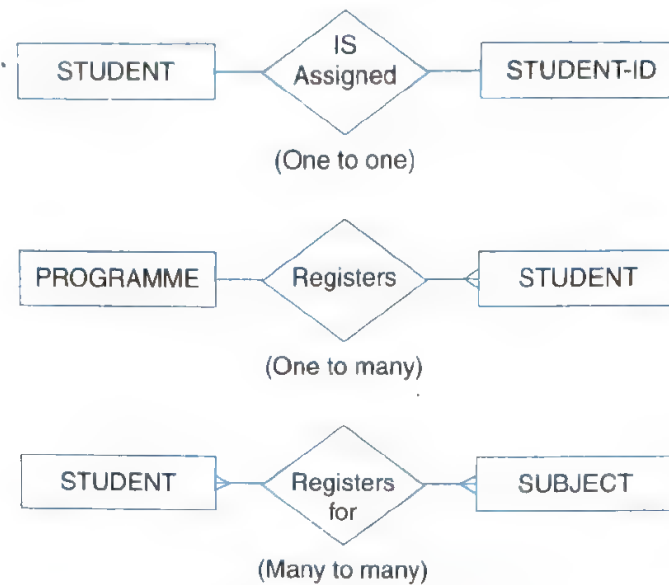 STUDENT
IS
Assigned
STUDENT-ID
(One to one)
PROGRAMME
Registers
STUDENT
(One to many)
STUDENT
Registers
for
SUBJECT
(Many to many)